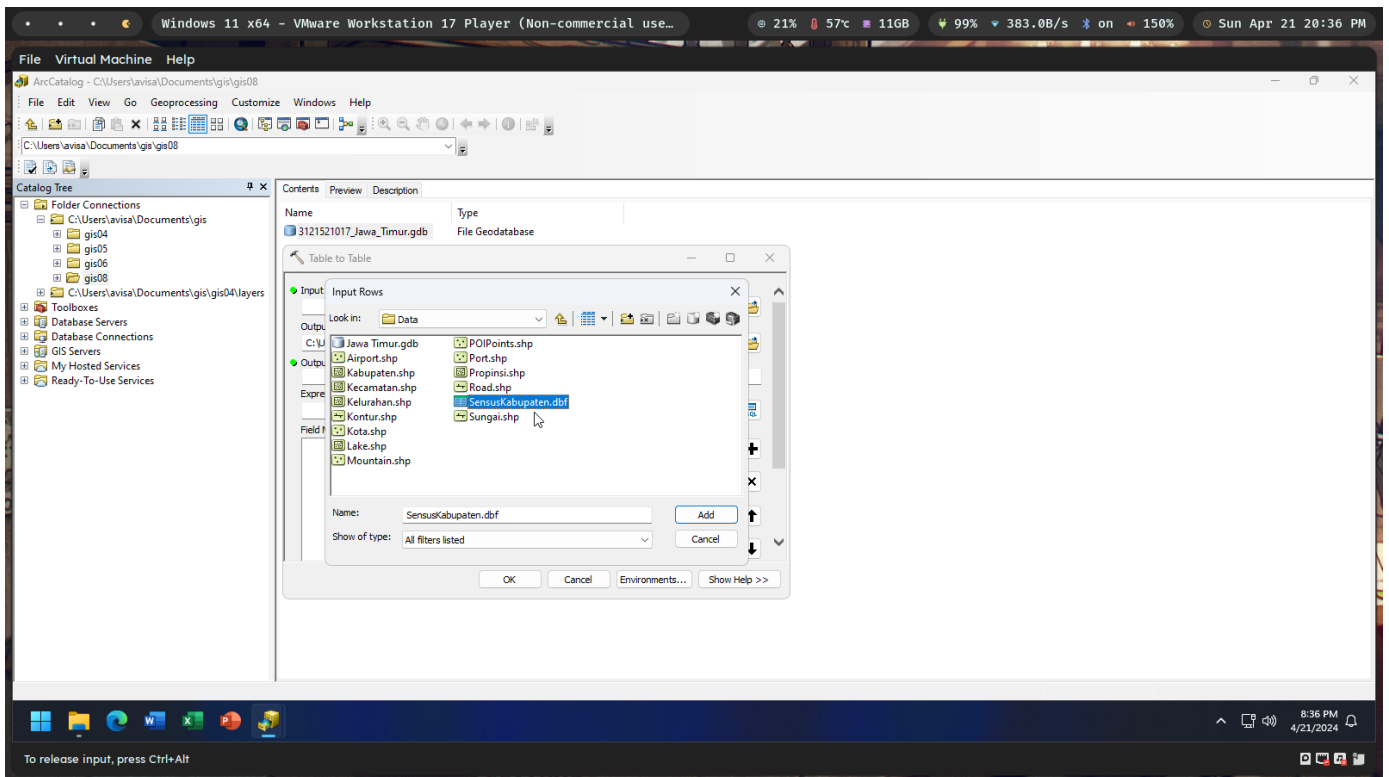 Windows 11 x64 – VMware Workstation 17 Player (Non-commercial use…
21% 57°C 11GB
99% 383.0B/s on 150%
Sun Apr 21 20:36 PM
File Virtual Machine Help
ArcCatalog - C:\Users\avisa\Documents\gis\gis08
File Edit View Go Geoprocessing Customize Windows Help
C:\Users\avisa\Documents\gis\gis08
Catalog Tree
Folder Connections
C:\Users\avisa\Documents\gis
gis04
gis05
gis06
gis08
C:\Users\avisa\Documents\gis\gis04\layers
Toolboxes
Database Servers
Database Connections
GIS Servers
My Hosted Services
Ready-To-Use Services
Contents Preview Description
Name Type
3121521017_Jawa_Timur.gdb File Geodatabase
Table to Table
Input
Outpu
C:\U
Outpu
Expre
Field M
SQL
Input Rows
Look in: Data
Jawa Timur.gdb
Airport.shp
Kabupaten.shp
Kecamatan.shp
Kelurahan.shp
Kontur.shp
Kota.shp
Lake.shp
Mountain.shp
POIPoints.shp
Port.shp
Propinsi.shp
Road.shp
SensusKabupaten.dbf
Sungai.shp
Name: SensusKabupaten.dbf Add
Show of type: All filters listed Cancel
OK Cancel Environments... Show Help >>
8:36 PM
4/21/2024
To release input, press Ctrl+Alt